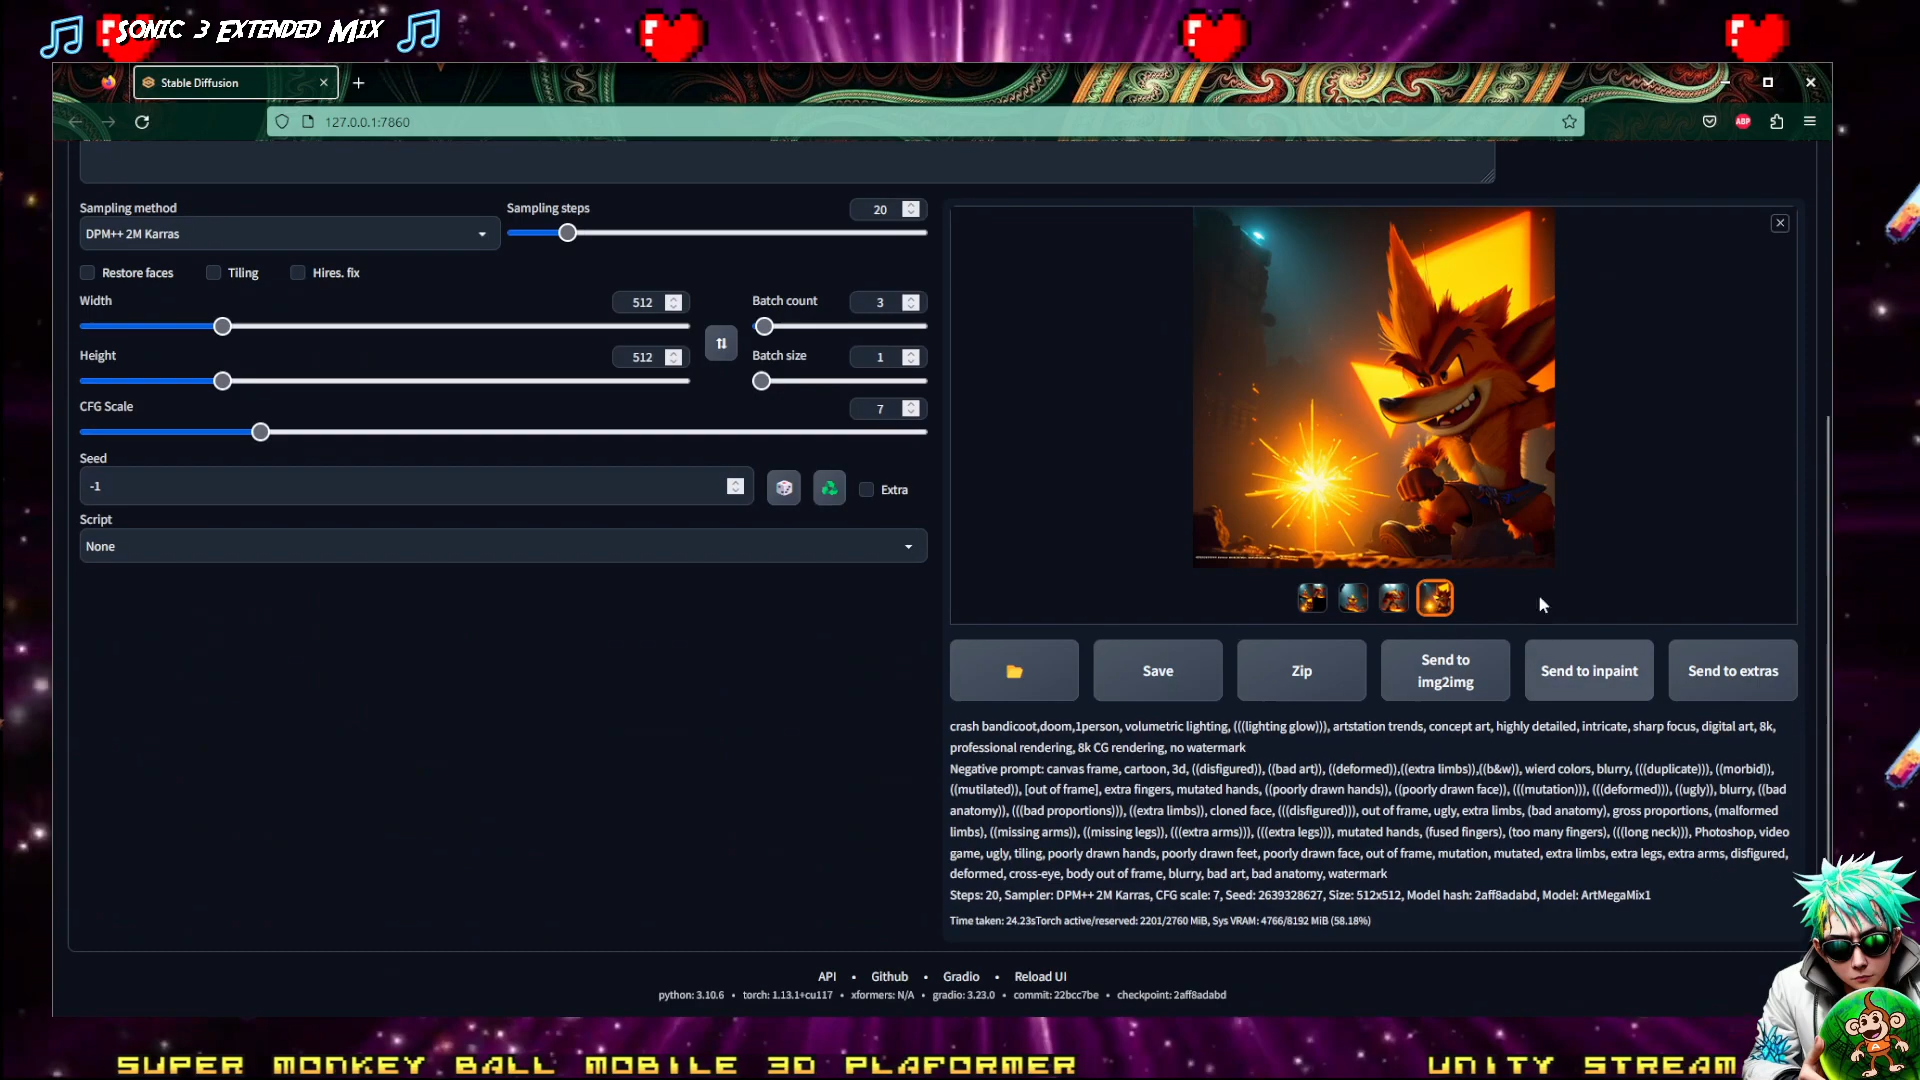 Sonic 3 Extended Mix
Stable Diffusion
127.0.0.1:7860
ABP
Sampling method
DPM++ 2M Karras
Sampling steps
20
Restore faces
Tiling
Hires. fix
Width
512
Batch count
3
Height
512
Batch size
1
CFG Scale
7
Seed
-1
Extra
Script
None
Save
Zip
Send to
img2img
Send to inpaint
Send to extras
crash bandicoot,doom,1person, volumetric lighting, (((lighting glow))), artstation trends, concept art, highly detailed, intricate, sharp focus, digital art, 8k,
professional rendering, 8k CG rendering, no watermark
Negative prompt: canvas frame, cartoon, 3d, ((disfigured)), ((bad art)), ((deformed)),((extra limbs)),((b&w)), wierd colors, blurry, (((duplicate))), ((morbid)),
((mutilated)), [out of frame], extra fingers, mutated hands, ((poorly drawn hands)), ((poorly drawn face)), (((mutation))), (((deformed))), ((ugly)), blurry, ((bad
anatomy)), (((bad proportions))), ((extra limbs)), cloned face, (((disfigured))), out of frame, ugly, extra limbs, (bad anatomy), gross proportions, (malformed
limbs), ((missing arms)), ((missing legs)), (((extra arms))), (((extra legs))), mutated hands, (fused fingers), (too many fingers), (((long neck))), Photoshop, video
game, ugly, tiling, poorly drawn hands, poorly drawn feet, poorly drawn face, out of frame, mutation, mutated, extra limbs, extra legs, extra arms, disfigured,
deformed, cross-eye, body out of frame, blurry, bad art, bad anatomy, watermark
Steps: 20, Sampler: DPM++ 2M Karras, CFG scale: 7, Seed: 2639328627, Size: 512x512, Model hash: 2aff8adabd, Model: ArtMegaMix1
Time taken: 24.23sTorch active/reserved: 2201/2760 MiB, Sys VRAM: 4766/8192 MiB (58.18%)
API • Github • Gradio • Reload UI
python: 3.10.6 • torch: 1.13.1+cu117 • xformers: N/A • gradio: 3.23.0 • commit: 22bcc7be • checkpoint: 2aff8adabd
SUPER MONKEY BALL MOBILE 3D PLAFORMER
UNITY STREAM